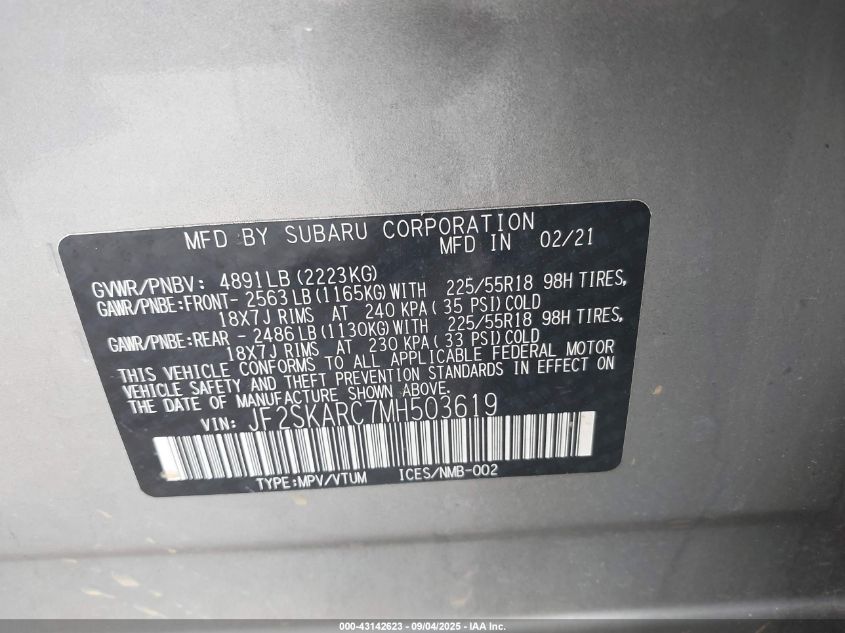 MFD BY SUBARU CORPORATION
MFD IN 02/21
GVWR/PNBV: 4891LB (2223KG)
GAWR/PNBE:FRONT- 2563 LB (1165KG) WITH 225/55R18 98H TIRES,
18X7J RIMS AT 240 KPA ( 35 PSI) COLD
GAWR/PNBE:REAR - 2486 LB (1130KG) WITH 225/55R18 98H TIRES,
18X7J RIMS AT 230 KPA ( 33 PSI) COLD
THIS VEHICLE CONFORMS TO ALL APPLICABLE FEDERAL MOTOR
VEHICLE SAFETY AND THEFT PREVENTION STANDARDS IN EFFECT ON
THE DATE OF MANUFACTURE SHOWN ABOVE.
VIN: JF2SKARC7MH503619
TYPE:MPV/VTUM ICES/NMB-002
000-43142623 - 09/04/2025 - IAA Inc.